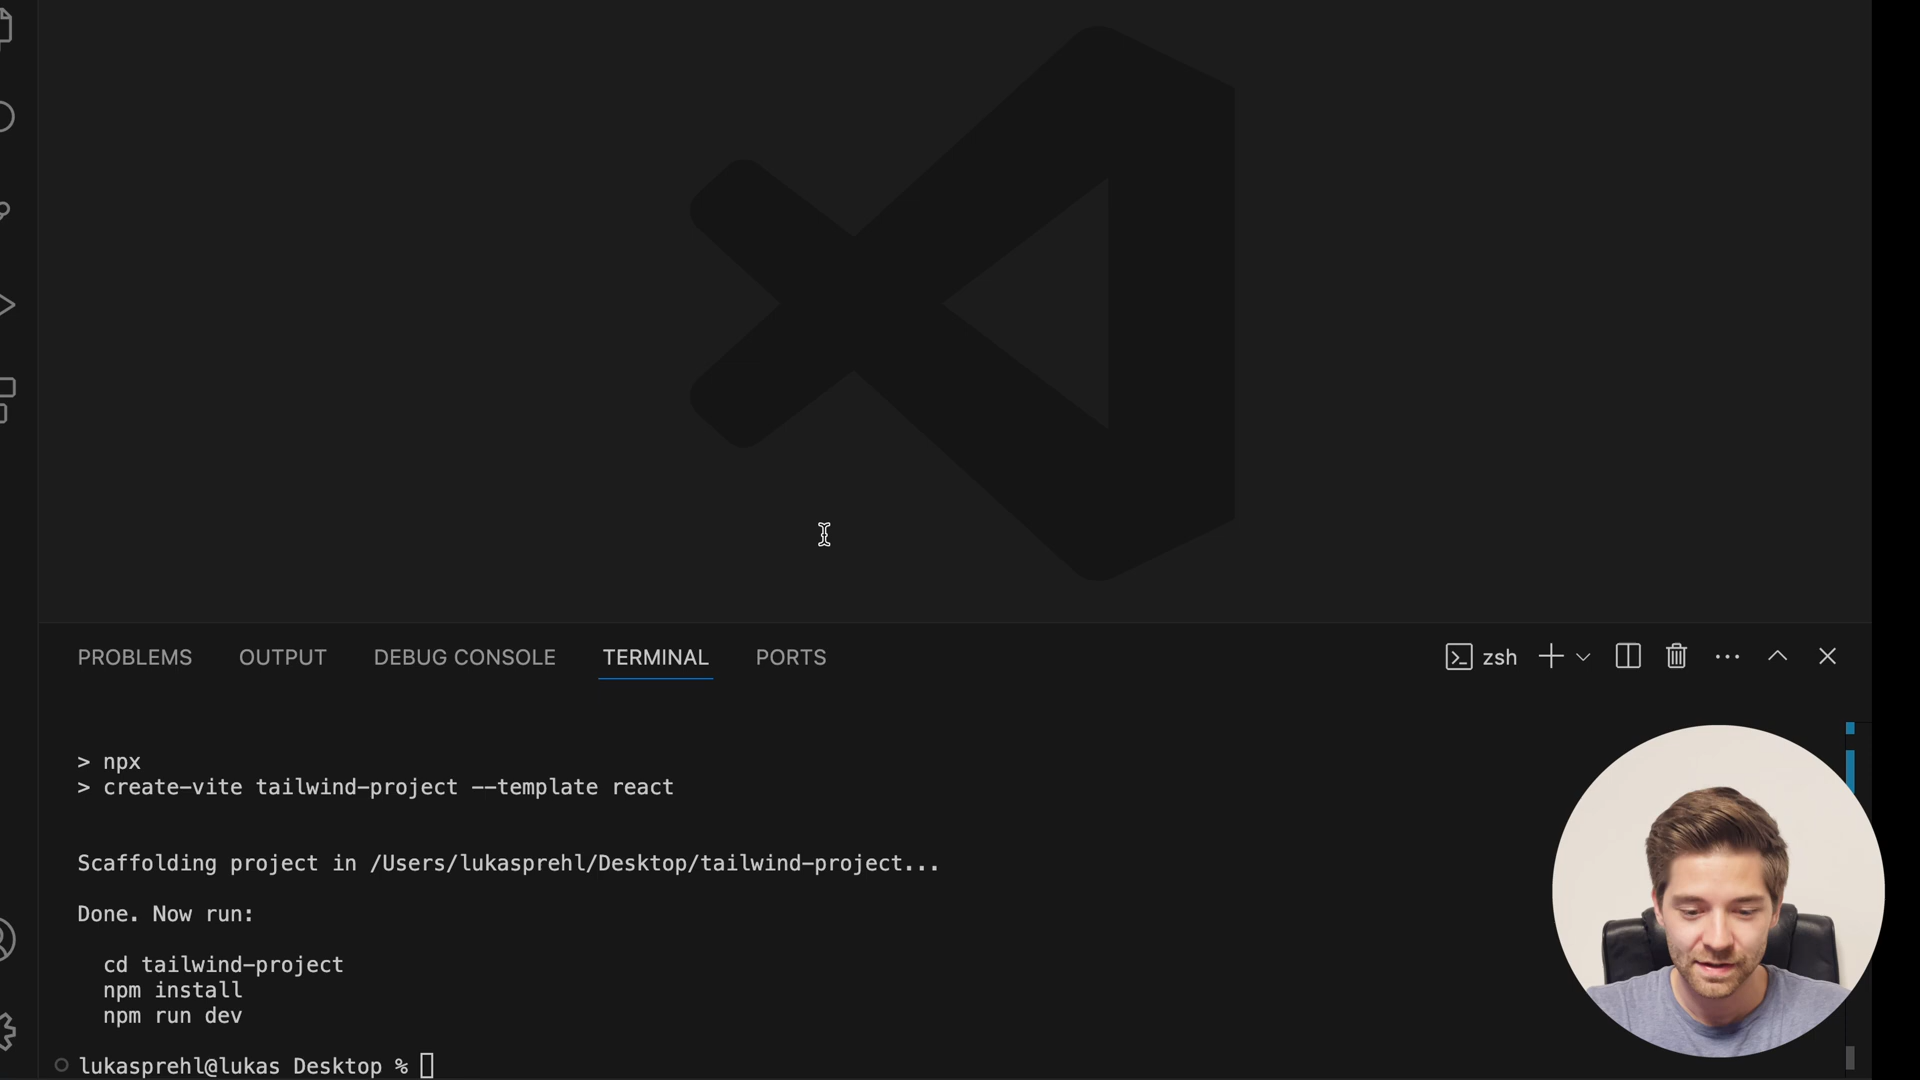 PROBLEMS OUTPUT DEBUG CONSOLE TERMINAL PORTS zsh
> npx
> create-vite tailwind-project --template react
Scaffolding project in /Users/lukasprehl/Desktop/tailwind-project...
Done. Now run:
cd tailwind-project
npm install
npm run dev
lukasprehl@lukas Desktop %